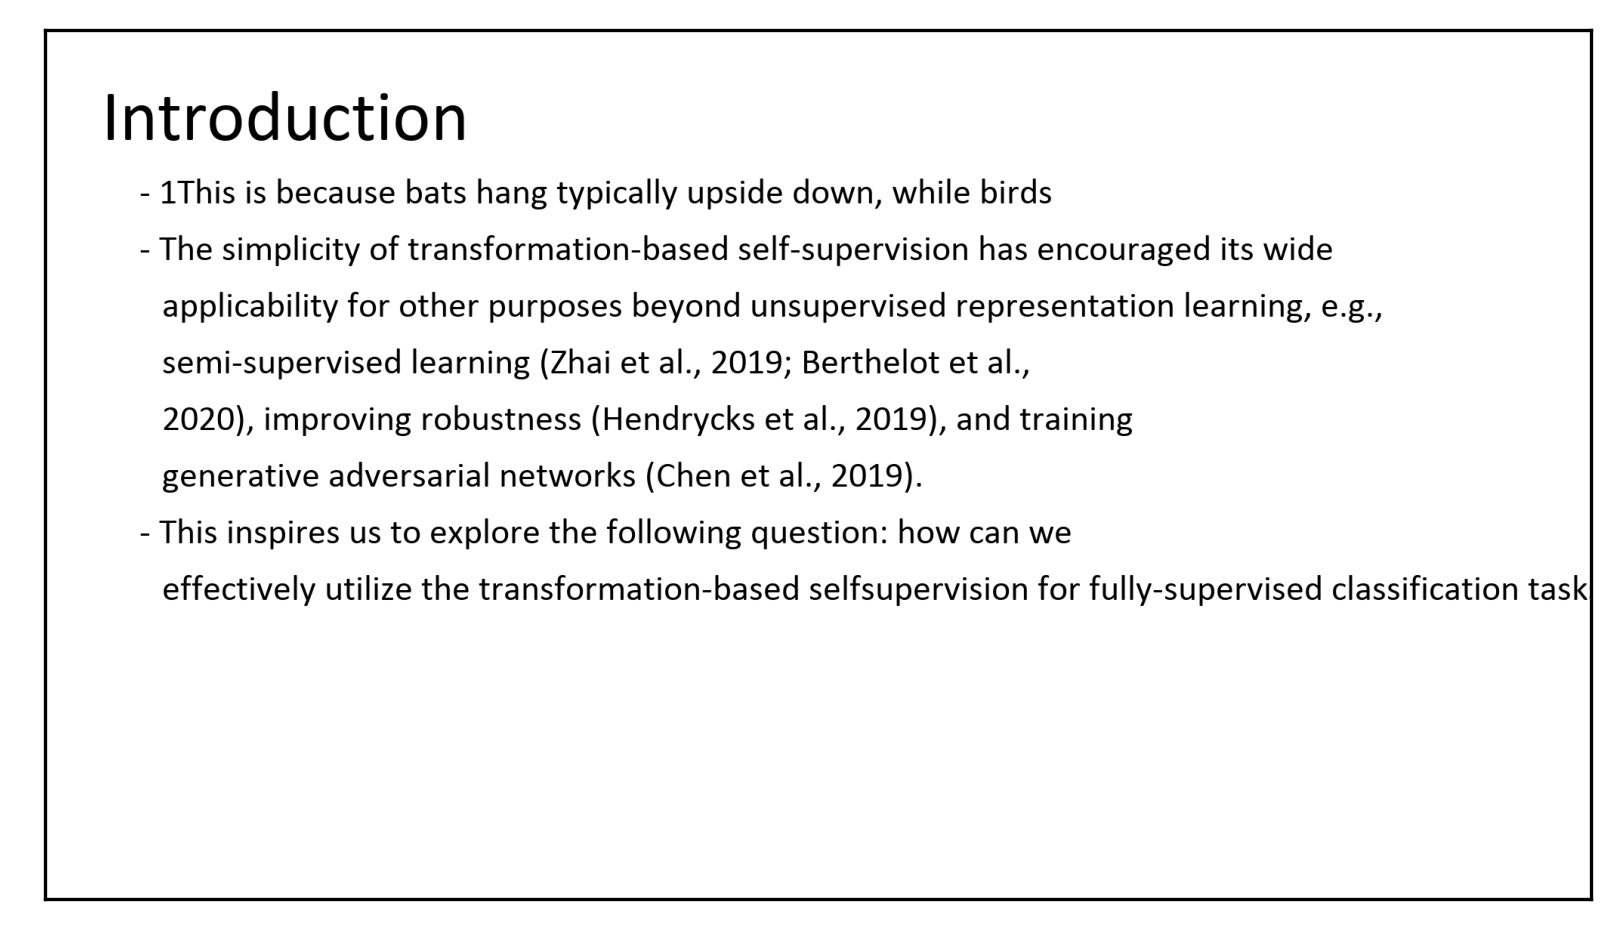 Introduction
- 1This is because bats hang typically upside down, while birds
- The simplicity of transformation-based self-supervision has encouraged its wide
applicability for other purposes beyond unsupervised representation learning, e.g.,
semi-supervised learning (Zhai et al., 2019; Berthelot et al.,
2020), improving robustness (Hendrycks et al., 2019), and training
generative adversarial networks (Chen et al., 2019).
- This inspires us to explore the following question: how can we
effectively utilize the transformation-based selfsupervision for fully-supervised classification task